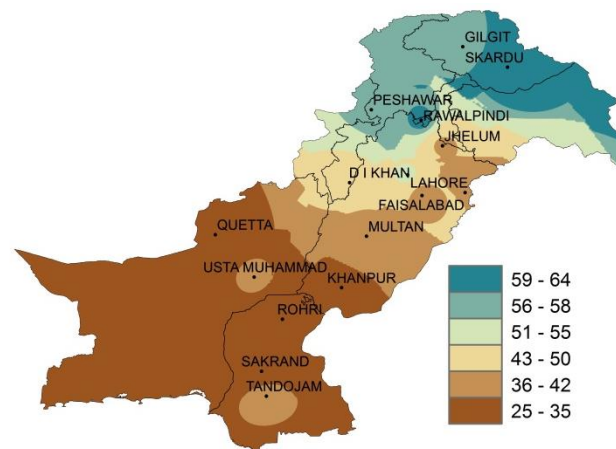 GILGIT
SKARDU
PESHAWAR
RAWALPINDI
JHELUM
D I KHAN
LAHORE
FAISALABAD
QUETTA
MULTAN
USTA MUHAMMAD
KHANPUR
ROHRI
SAKRAND
TANDOJAM
59 - 64
56 - 58
51 - 55
43 - 50
36 - 42
25 - 35